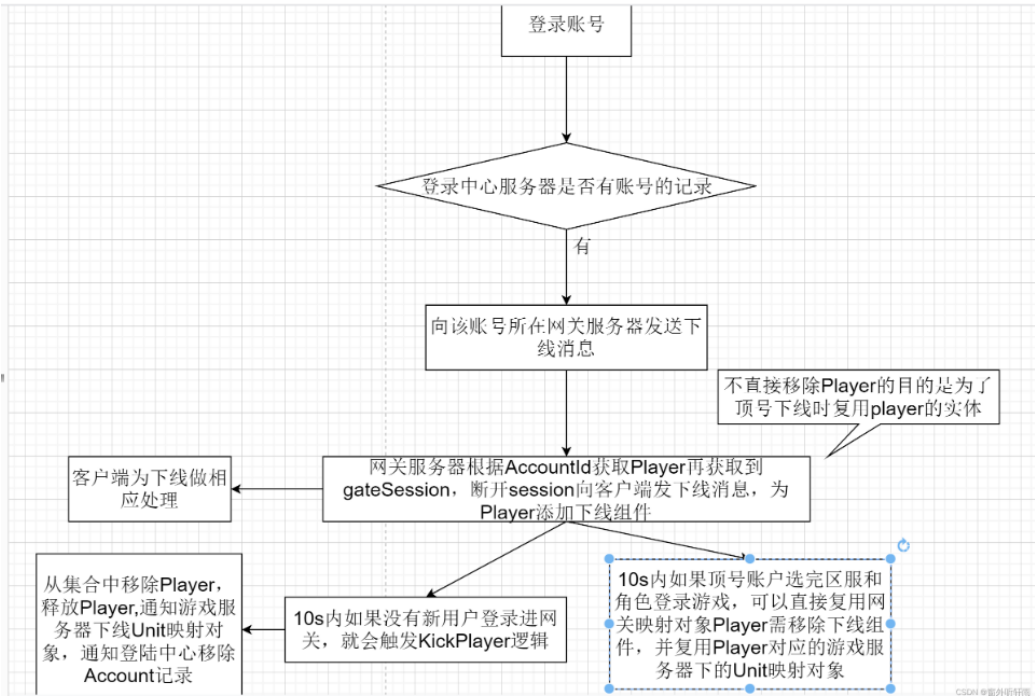 登录账号
登录中心服务器是否有账号的记录
有
向该账号所在网关服务器发送下
线消息
不直接移除Player的目的是为了
顶号下线时复用player的实体
网关服务器根据AccountId获取Player再获取到
gateSession，断开session向客户端发下线消息，为
Player添加下线组件
客户端为下线做相
应处理
10s内如果顶号账户选完区服和
角色登录游戏，可以直接复用网
关映射对象Player需移除下线组
件，并复用Player对应的游戏服
务器下的Unit映射对象
10s内如果没有新用户登录进网
关，就会触发KickPlayer逻辑
从集合中移除Player，
释放Player,通知游戏服
务器下线Unit映射对
象，通知登陆中心移除
Account记录